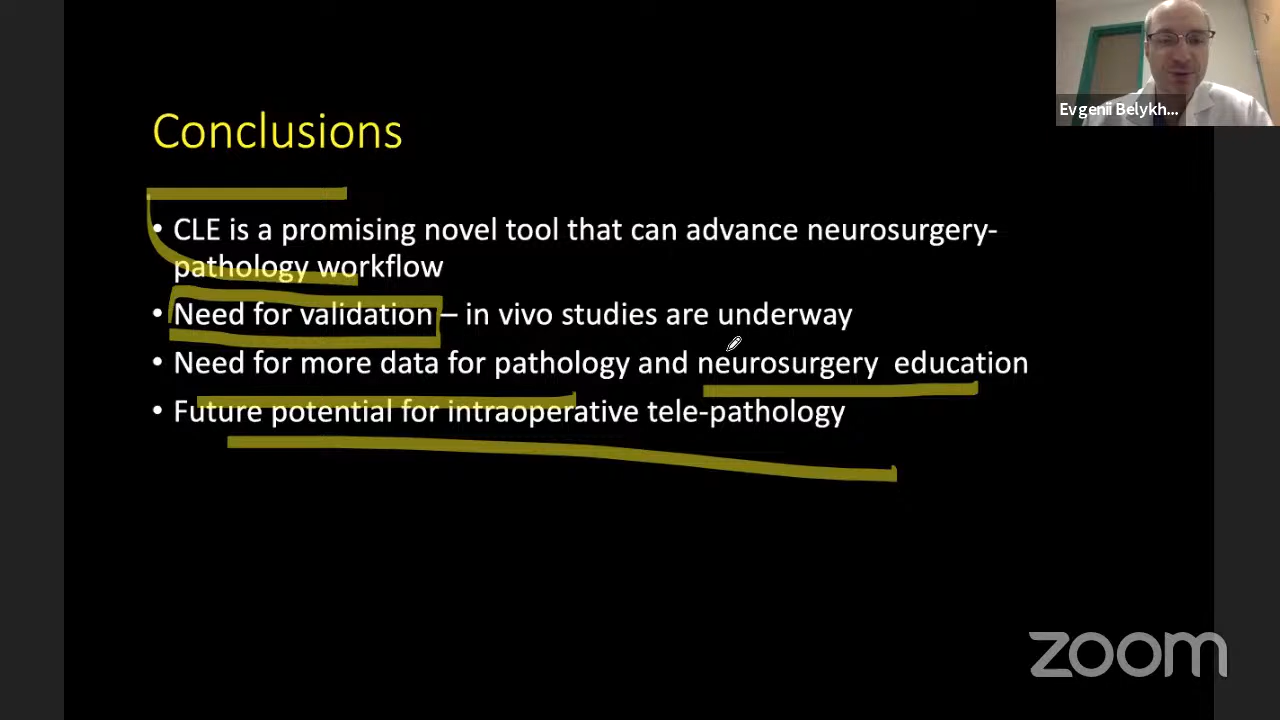 Evgenii Belykh...
Conclusions
• CLE is a promising novel tool that can advance neurosurgery-
pathology workflow
• Need for validation – in vivo studies are underway
• Need for more data for pathology and neurosurgery  education
• Future potential for intraoperative tele-pathology
zoom